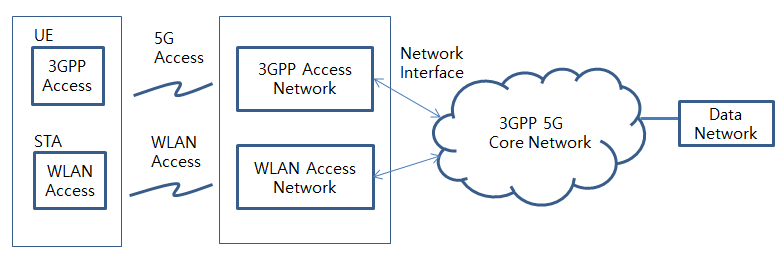 UE
3GPP
Access
STA
WLAN
Access
5G
Access
WLAN
Access
3GPP Access
Network
WLAN Access
Network
Network
Interface
3GPP 5G
Core Network
Data
Network